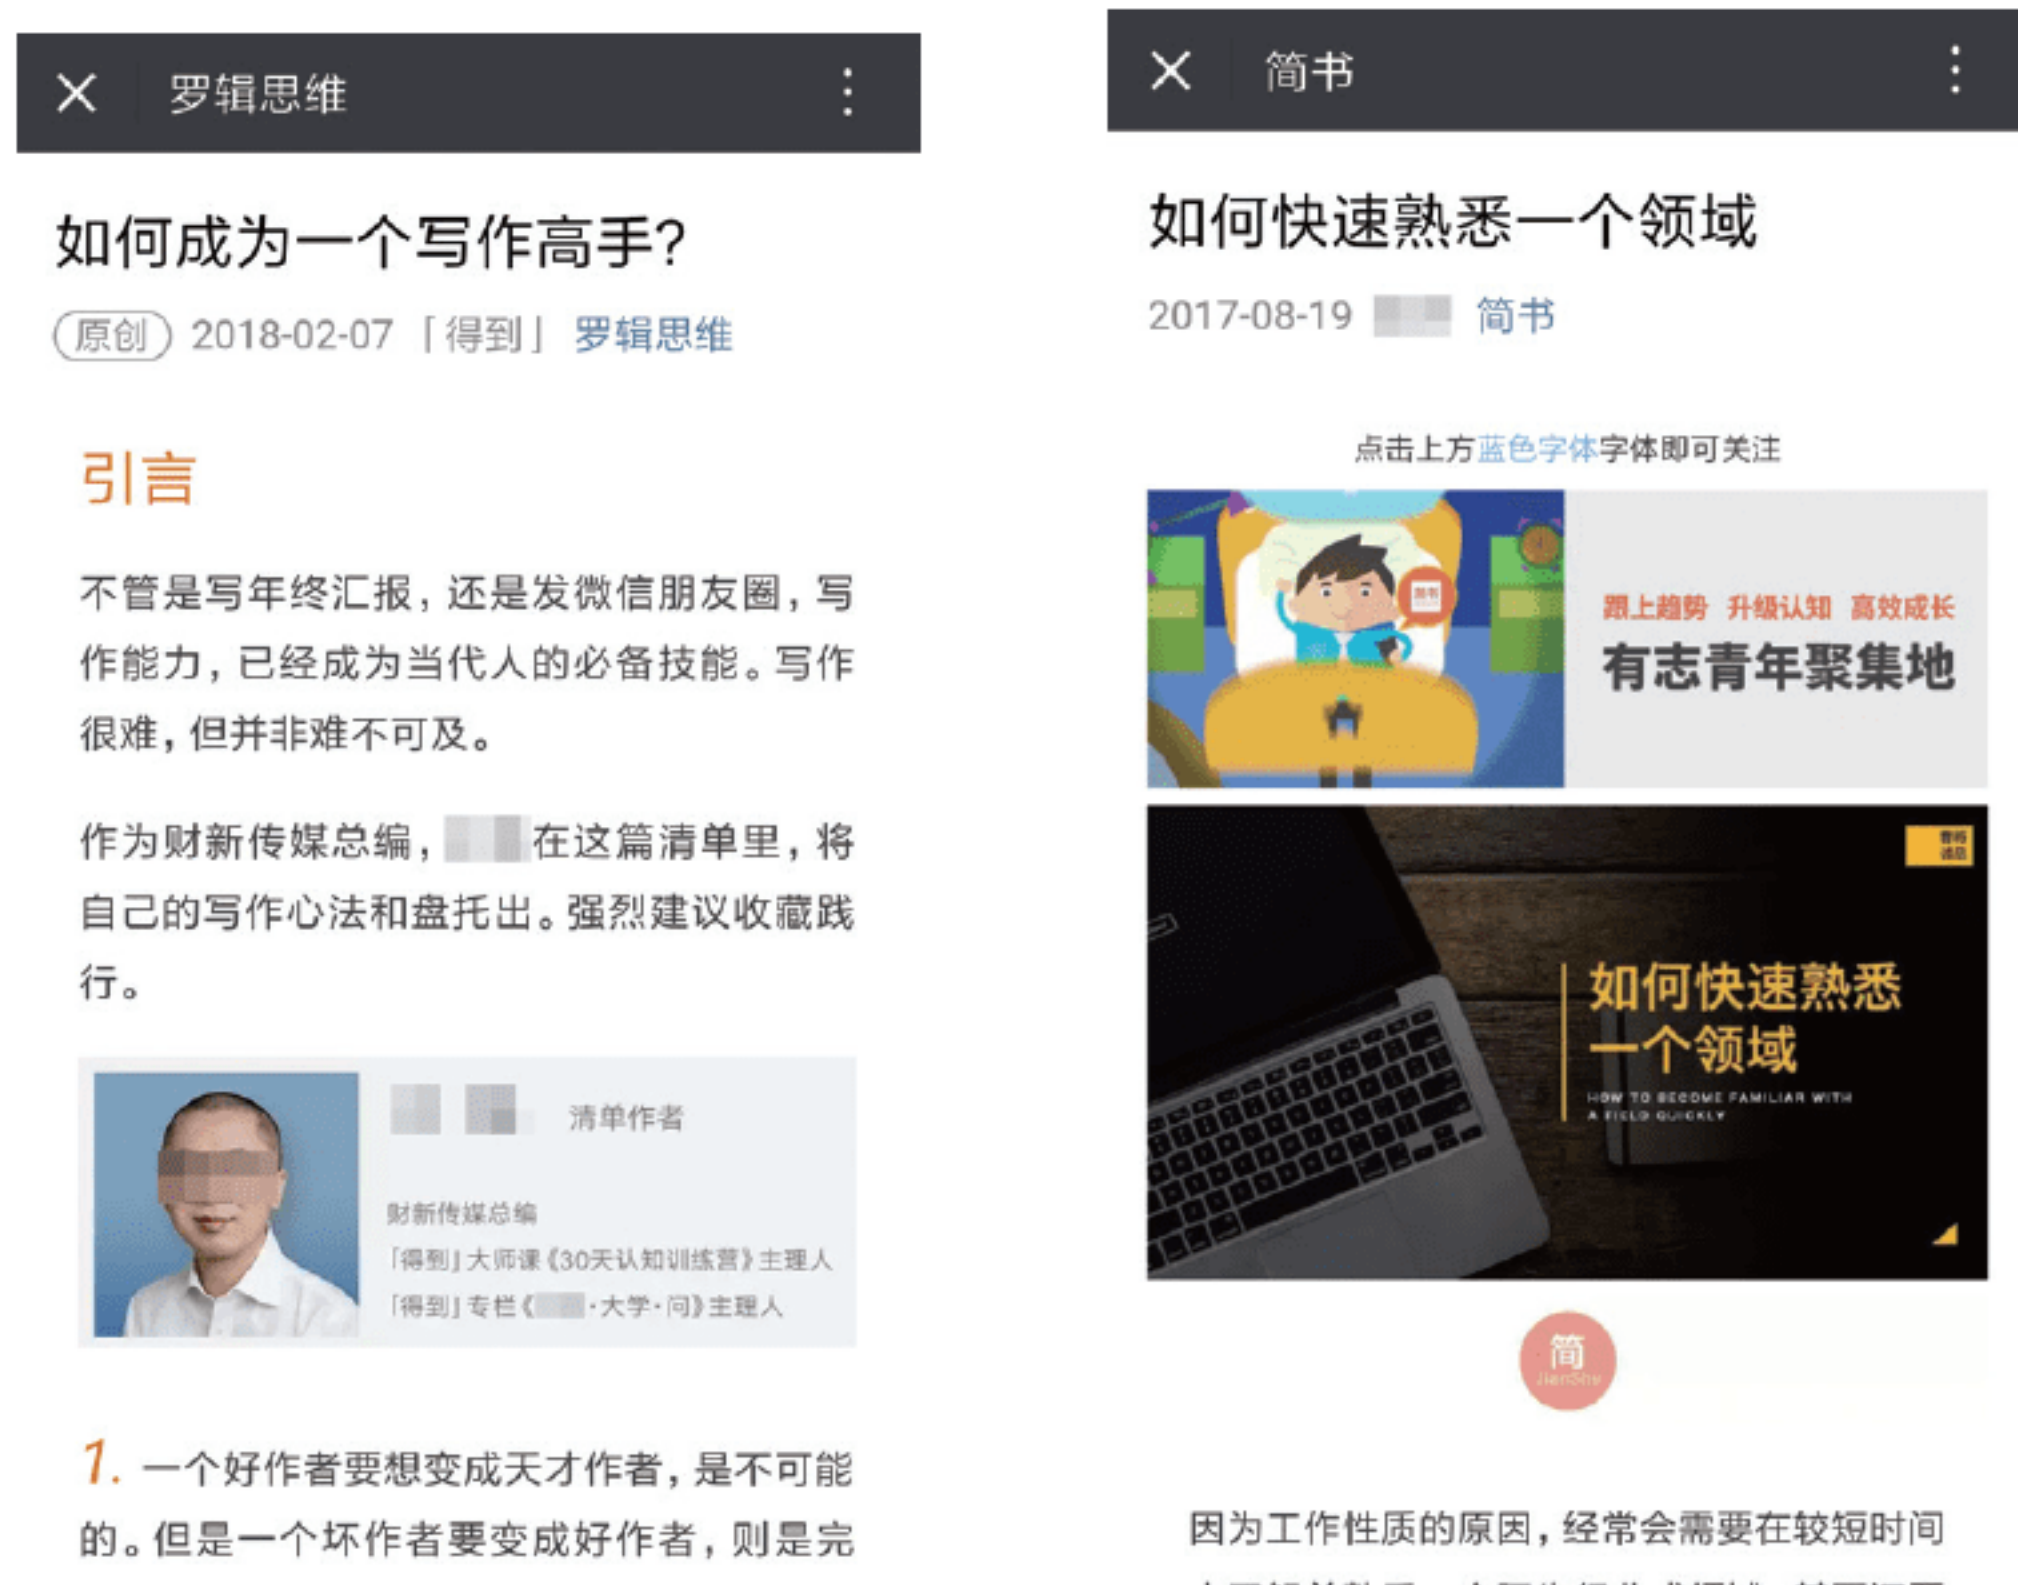 罗辑思维
如何成为一个写作高手?
原创 2018-02-07 「得到」 罗辑思维
引言
不管是写年终汇报，还是发微信朋友圈，写
作能力，已经成为当代人的必备技能。写作
很难，但并非难不可及。
作为财新传媒总编，在这篇清单里，将
自己的写作心法和盘托出。强烈建议收藏践
行。
清单作者
财新传媒总编
「得到」大师课《30天认知训练营》主理人
「得到」专栏《·大学·问》主理人
1. 一个好作者要想变成天才作者，是不可能
的。但是一个坏作者要变成好作者，则是完
简书
如何快速熟悉一个领域
2017-08-19 简书
点击上方蓝色字体字体即可关注
跟上趋势 升级认知 高效成长
有志青年聚集地
如何快速熟悉
一个领域
HOW TO BECOME FAMILIAR WITH
A FIELD QUICKLY
简
JianShu
因为工作性质的原因，经常会需要在较短时间